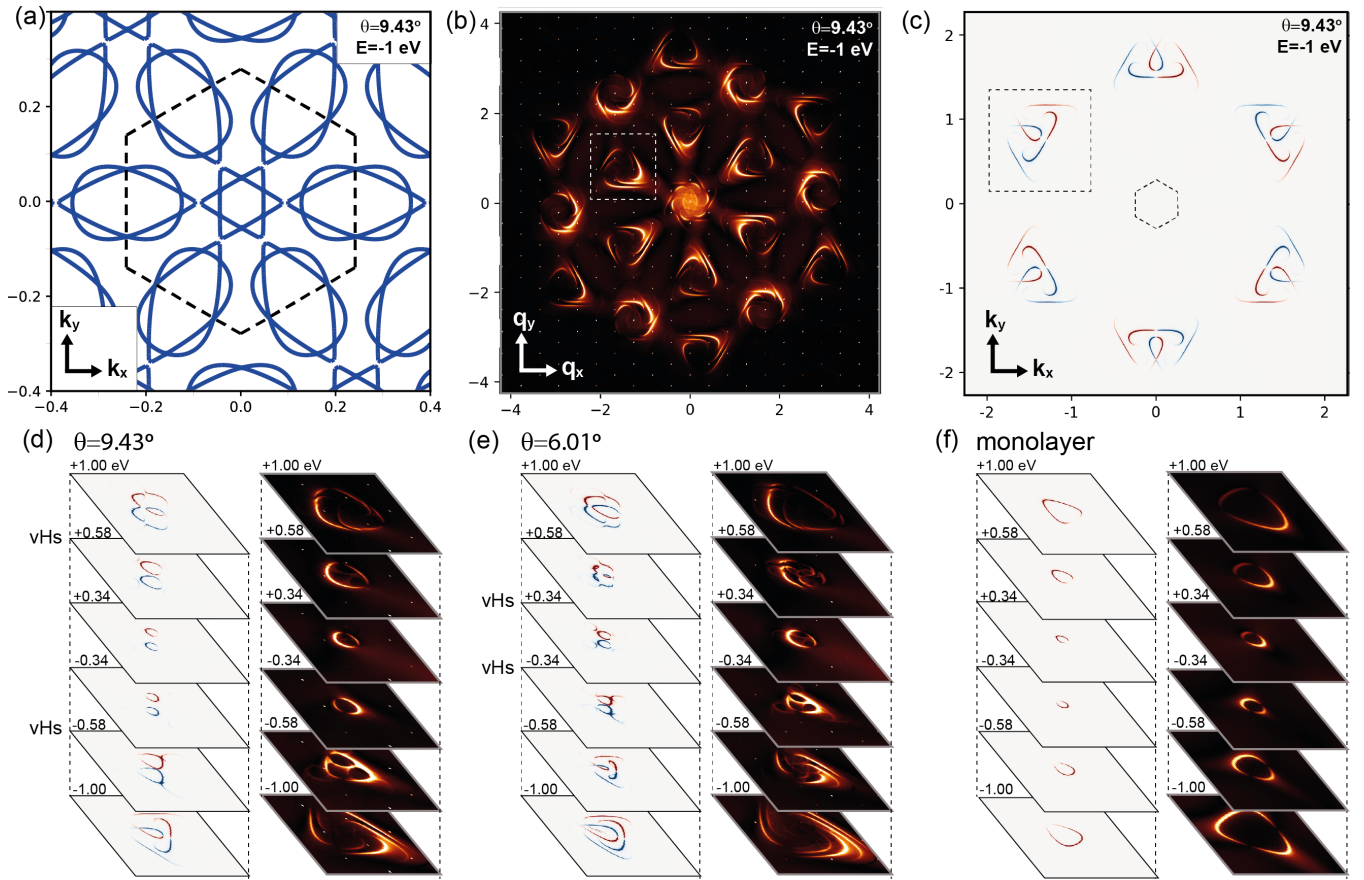 (a)
θ=9.43°
E=-1 eV
0.2
0.0
−0.2
−0.4
−0.4
−0.2
0.0
0.2
0.4
k_y
k_x
(b)
θ=9.43°
E=-1 eV
4
2
0
−2
−4
−4
−2
0
2
4
q_y
q_x
(c)
θ=9.43°
E=-1 eV
2
1
0
-1
-2
-2
-1
0
1
2
k_y
k_x
(d) θ=9.43º
+1.00 eV
+1.00
vHs
+0.58
+0.58
+0.34
+0.34
-0.34
-0.34
vHs
-0.58
-0.58
-1.00
-1.00
(e) θ=6.01º
+1.00 eV
+1.00
+0.58
+0.58
vHs
+0.34
+0.34
vHs
-0.34
-0.34
-0.58
-0.58
-1.00
-1.00
(f) monolayer
+1.00 eV
+1.00
+0.58
+0.58
+0.34
+0.34
-0.34
-0.34
-0.58
-0.58
-1.00
-1.00